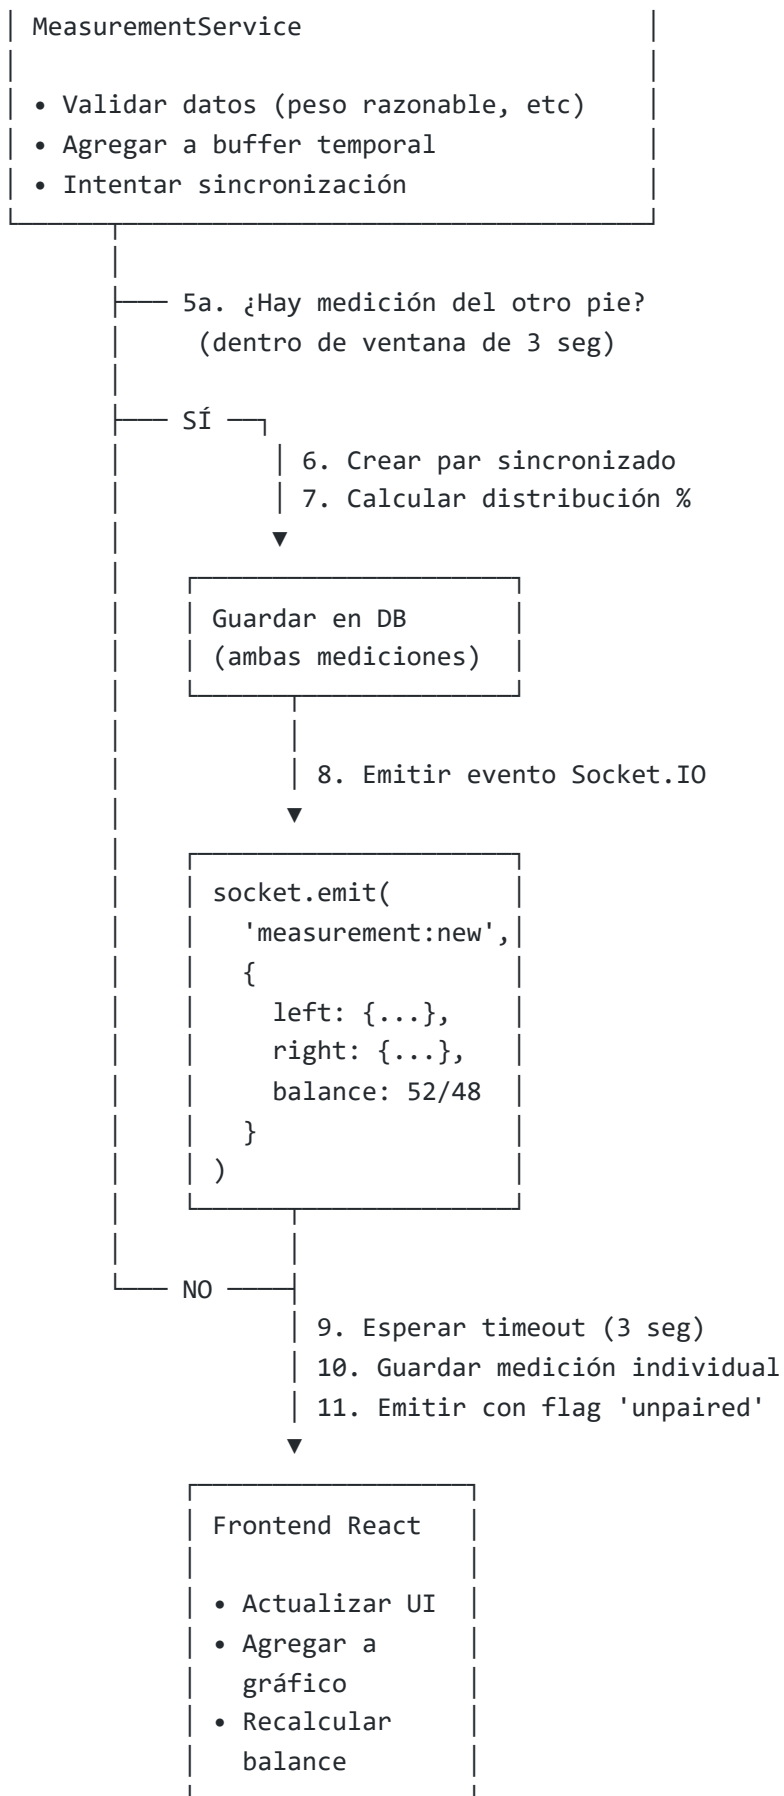 MeasurementService
• Validar datos (peso razonable, etc)
• Agregar a buffer temporal
• Intentar sincronización
5a. ¿Hay medición del otro pie?
(dentro de ventana de 3 seg)
SÍ
6. Crear par sincronizado
7. Calcular distribución %
Guardar en DB
(ambas mediciones)
8. Emitir evento Socket.IO
socket.emit(
'measurement:new',
{
left: {...},
right: {...},
balance: 52/48
}
)
NO
9. Esperar timeout (3 seg)
10. Guardar medición individual
11. Emitir con flag 'unpaired'
Frontend React
• Actualizar UI
• Agregar a
gráfico
• Recalcular
balance